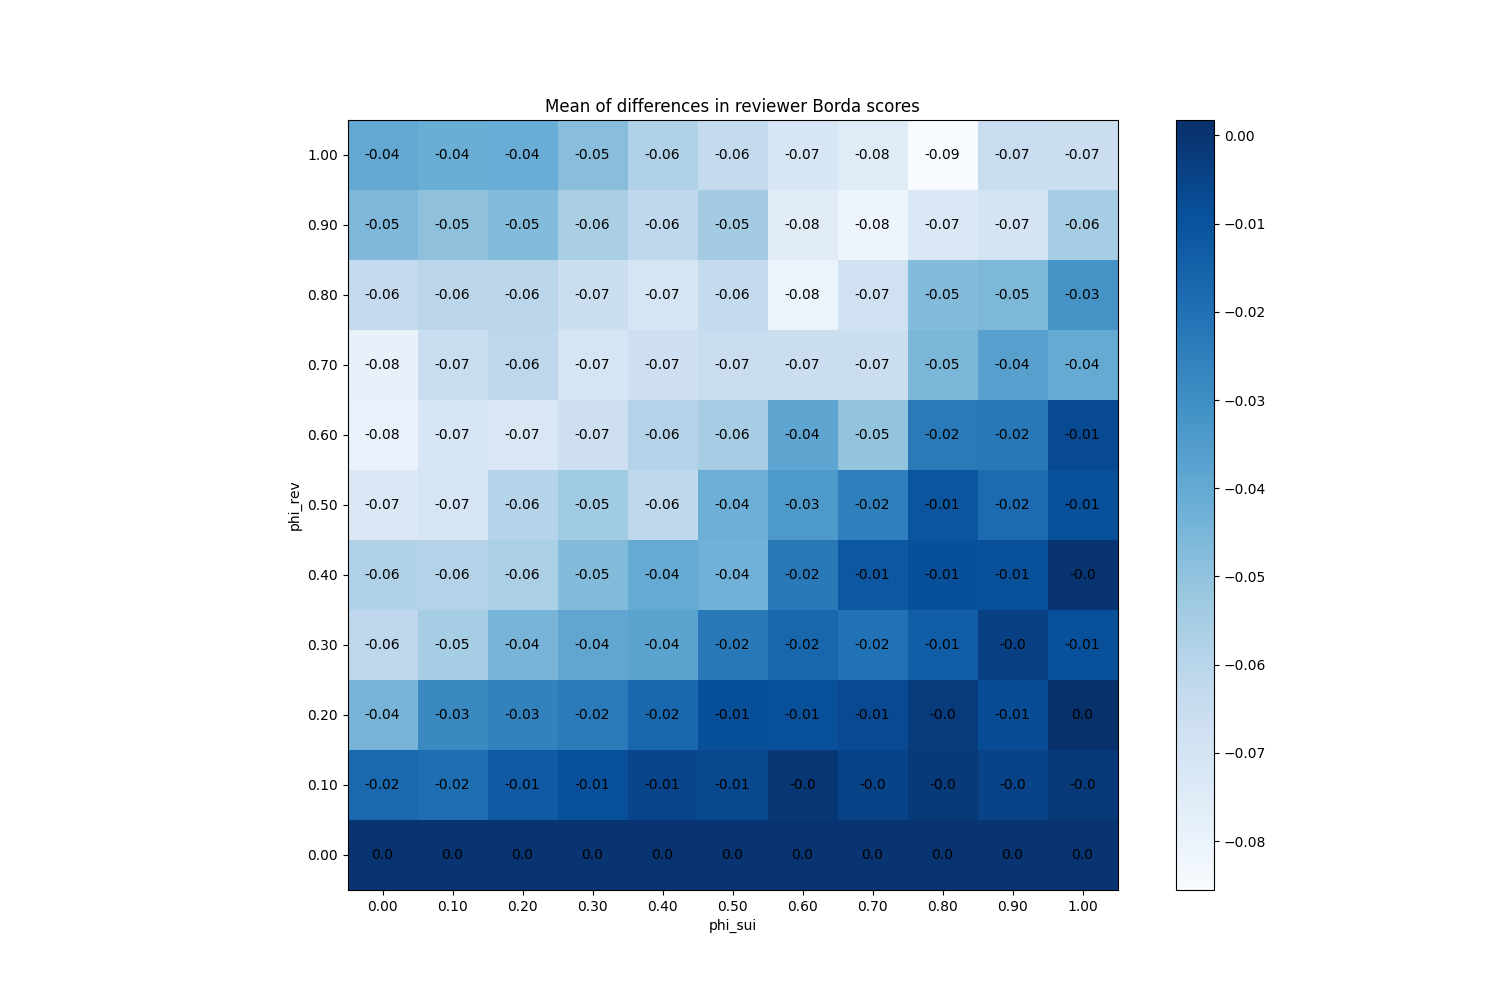 Mean of differences in reviewer Borda scores
1.00 -0.04 -0.04 -0.04 -0.05 -0.06 -0.06 -0.07 -0.08 -0.09 -0.07 -0.07
0.90 -0.05 -0.05 -0.05 -0.06 -0.06 -0.05 -0.08 -0.08 -0.07 -0.07 -0.06
0.80 -0.06 -0.06 -0.06 -0.07 -0.07 -0.06 -0.08 -0.07 -0.05 -0.05 -0.03
0.70 -0.08 -0.07 -0.06 -0.07 -0.07 -0.07 -0.07 -0.07 -0.05 -0.04 -0.04
0.60 -0.08 -0.07 -0.07 -0.07 -0.06 -0.06 -0.04 -0.05 -0.02 -0.02 -0.01
phi_rev
0.50 -0.07 -0.07 -0.06 -0.05 -0.06 -0.04 -0.03 -0.02 -0.01 -0.02 -0.01
0.40 -0.06 -0.06 -0.06 -0.05 -0.04 -0.04 -0.02 -0.01 -0.01 -0.01 -0.0
0.30 -0.06 -0.05 -0.04 -0.04 -0.04 -0.02 -0.02 -0.02 -0.01 -0.0 -0.01
0.20 -0.04 -0.03 -0.03 -0.02 -0.02 -0.01 -0.01 -0.01 -0.0 -0.01 0.0
0.10 -0.02 -0.02 -0.01 -0.01 -0.01 -0.01 -0.0 -0.0 -0.0 -0.0 -0.0
0.00 0.0 0.0 0.0 0.0 0.0 0.0 0.0 0.0 0.0 0.0 0.0
0.00 0.10 0.20 0.30 0.40 0.50 0.60 0.70 0.80 0.90 1.00
phi_sui
0.00
−0.01
−0.02
−0.03
−0.04
−0.05
−0.06
−0.07
−0.08